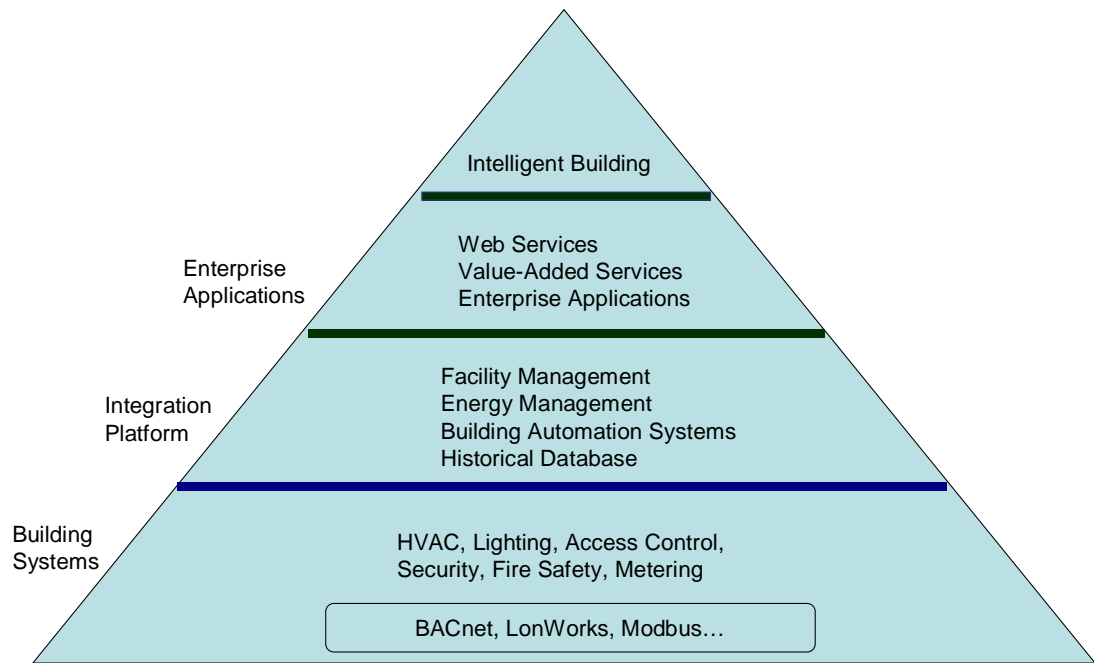 Intelligent Building
Enterprise
Applications
Web Services
Value-Added Services
Enterprise Applications
Integration
Platform
Facility Management
Energy Management
Building Automation Systems
Historical Database
Building
Systems
HVAC, Lighting, Access Control,
Security, Fire Safety, Metering
BACnet, LonWorks, Modbus…